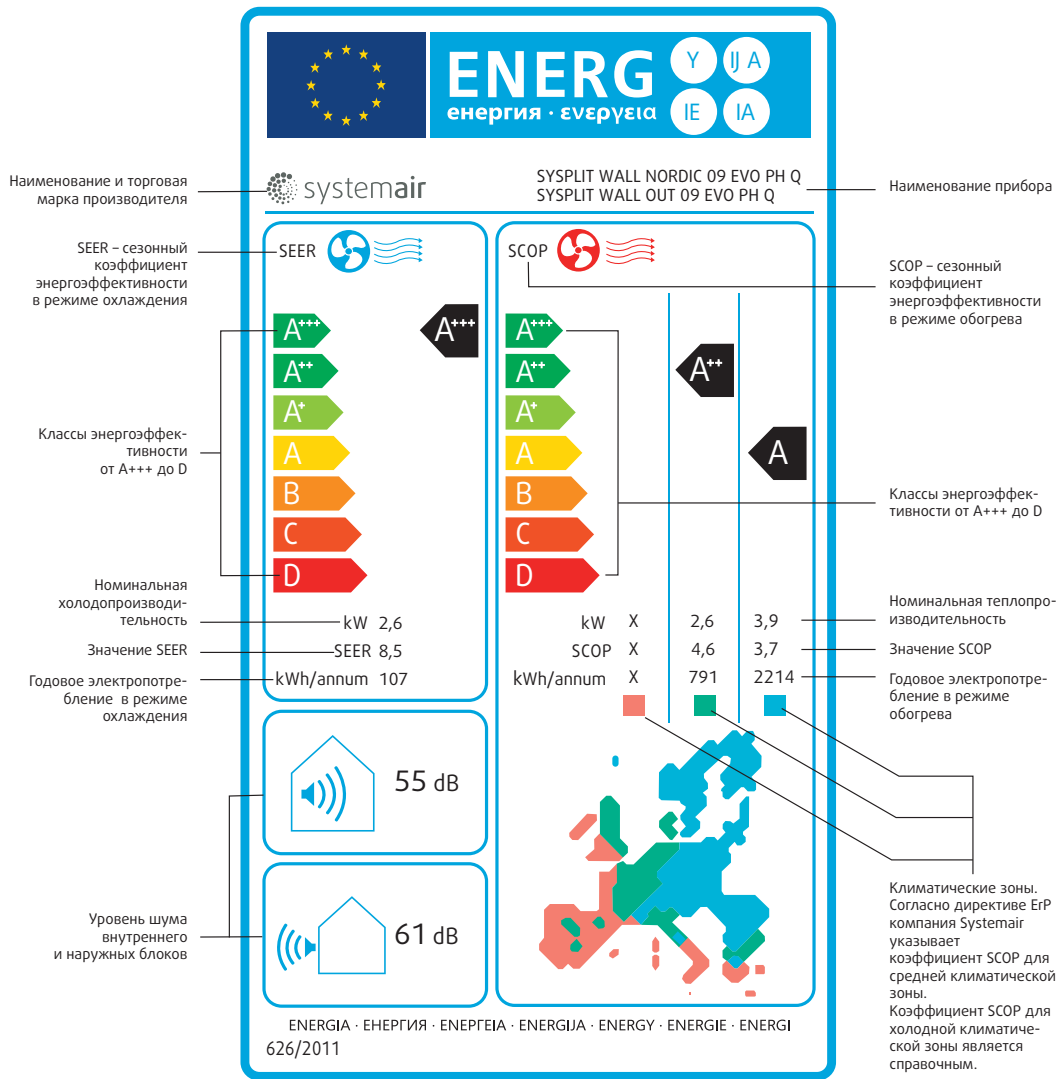 ENERG
енергия · ενεργεια
Y
IJA
IE
IA
Наименование и торговая
марка производителя
systemair
SYSPLIT WALL NORDIC 09 EVO PH Q
SYSPLIT WALL OUT 09 EVO PH Q
Наименование прибора
SEER – сезонный
коэффициент
энергоэффективности
в режиме охлаждения
SEER
SCOP
SCOP – сезонный
коэффициент
энергоэффективности
в режиме обогрева
A+++
A++
A+
A
B
C
D
A+++
A+++
A++
A+
A
B
C
D
A++
A
Классы энергоэффек-
тивности
от А+++ до D
Классы энергоэффек-
тивности от А+++ до D
Номинальная
холодопроизводи-
тельность
Значение SEER
Годовое электропотре-
бление в режиме
охлаждения
kW 2,6
SEER 8,5
kWh/annum 107
kW X 2,6 3,9
SCOP X 4,6 3,7
kWh/annum X 791 2214
Номинальная теплопро-
изводительность
Значение SCOP
Годовое электропотре-
бление в режиме
обогрева
55 dB
61 dB
Уровень шума
внутреннего
и наружных блоков
Климатические зоны.
Согласно директиве ErP
компания Systemair
указывает
коэффициент SCOP для
средней климатической
зоны.
Коэффициент SCOP для
холодной климатиче-
ской зоны является
справочным.
ENERGIA · ЕНЕРГИЯ · ΕΝΕΡΓΕΙΑ · ENERGIJA · ENERGY · ENERGIE · ENERGI
626/2011